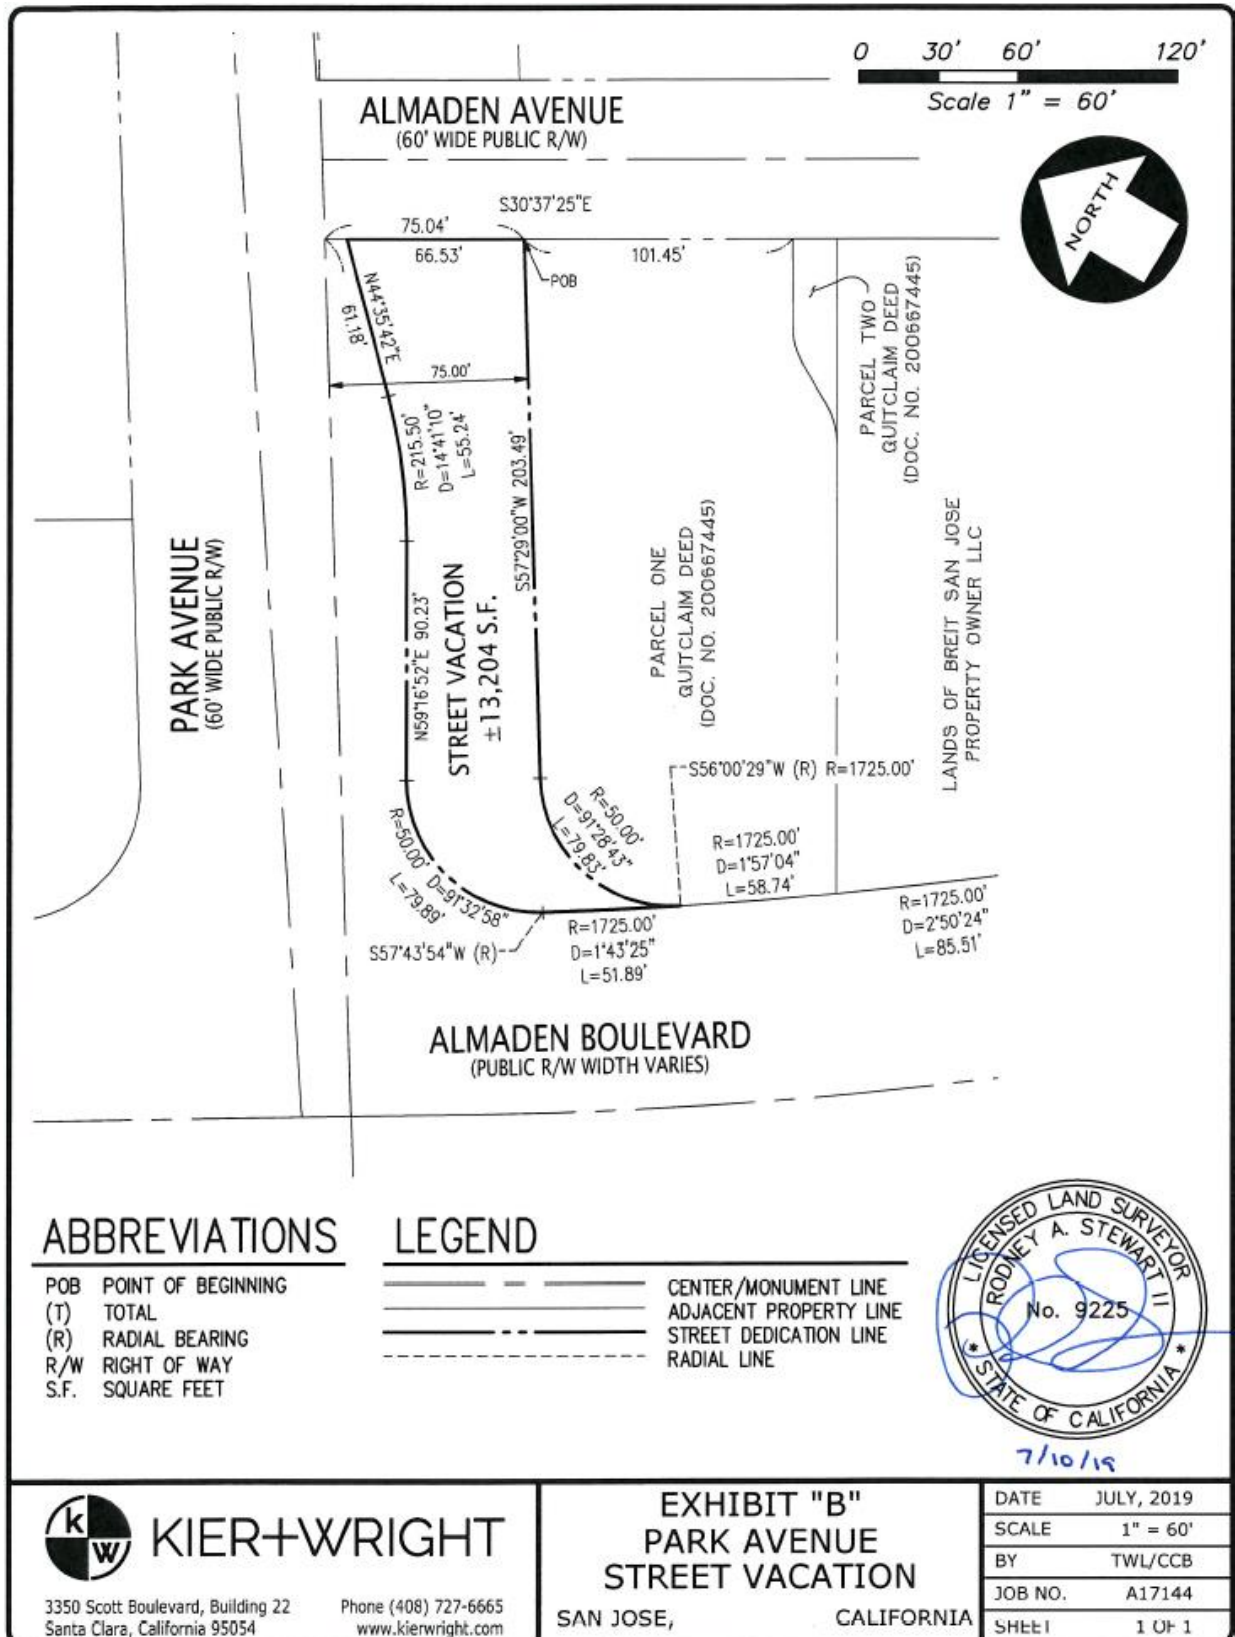 0 30' 60' 120'
Scale 1" = 60'
NORTH
ALMADEN AVENUE
(60' WIDE PUBLIC R/W)
S30°37'25"E
75.04'
66.53'
101.45'
POB
N44°35'42"E
61.18'
75.00'
R=215.50'
D=14°41'10"
L=55.24'
S57°29'00"W 203.49'
PARCEL TWO
QUITCLAIM DEED
(DOC. NO. 200667445)
PARK AVENUE
(60' WIDE PUBLIC R/W)
N59°16'52"E 90.23'
STREET VACATION
±13,204 S.F.
PARCEL ONE
QUITCLAIM DEED
(DOC. NO. 200667445)
LANDS OF BREIT SAN JOSE
PROPERTY OWNER LLC
S56°00'29"W (R) R=1725.00'
R=50.00'
D=91°28'43"
L=79.83'
R=50.00' D=91°32'58"
L=79.89'
R=1725.00'
D=1°57'04"
L=58.74'
R=1725.00'
D=2°50'24"
L=85.51'
S57°43'54"W (R)
R=1725.00'
D=1°43'25"
L=51.89'
ALMADEN BOULEVARD
(PUBLIC R/W WIDTH VARIES)
ABBREVIATIONS
POB POINT OF BEGINNING
(T) TOTAL
(R) RADIAL BEARING
R/W RIGHT OF WAY
S.F. SQUARE FEET
LEGEND
CENTER/MONUMENT LINE
ADJACENT PROPERTY LINE
STREET DEDICATION LINE
RADIAL LINE
LICENSED LAND SURVEYOR
RODNEY A. STEWART II
No. 9225
* STATE OF CALIFORNIA *
7/10/19
k
W
KIER+WRIGHT
3350 Scott Boulevard, Building 22 Phone (408) 727-6665
Santa Clara, California 95054 www.kierwright.com
EXHIBIT "B"
PARK AVENUE
STREET VACATION
SAN JOSE, CALIFORNIA
DATE JULY, 2019
SCALE 1" = 60'
BY TWL/CCB
JOB NO. A17144
SHEET 1 OF 1